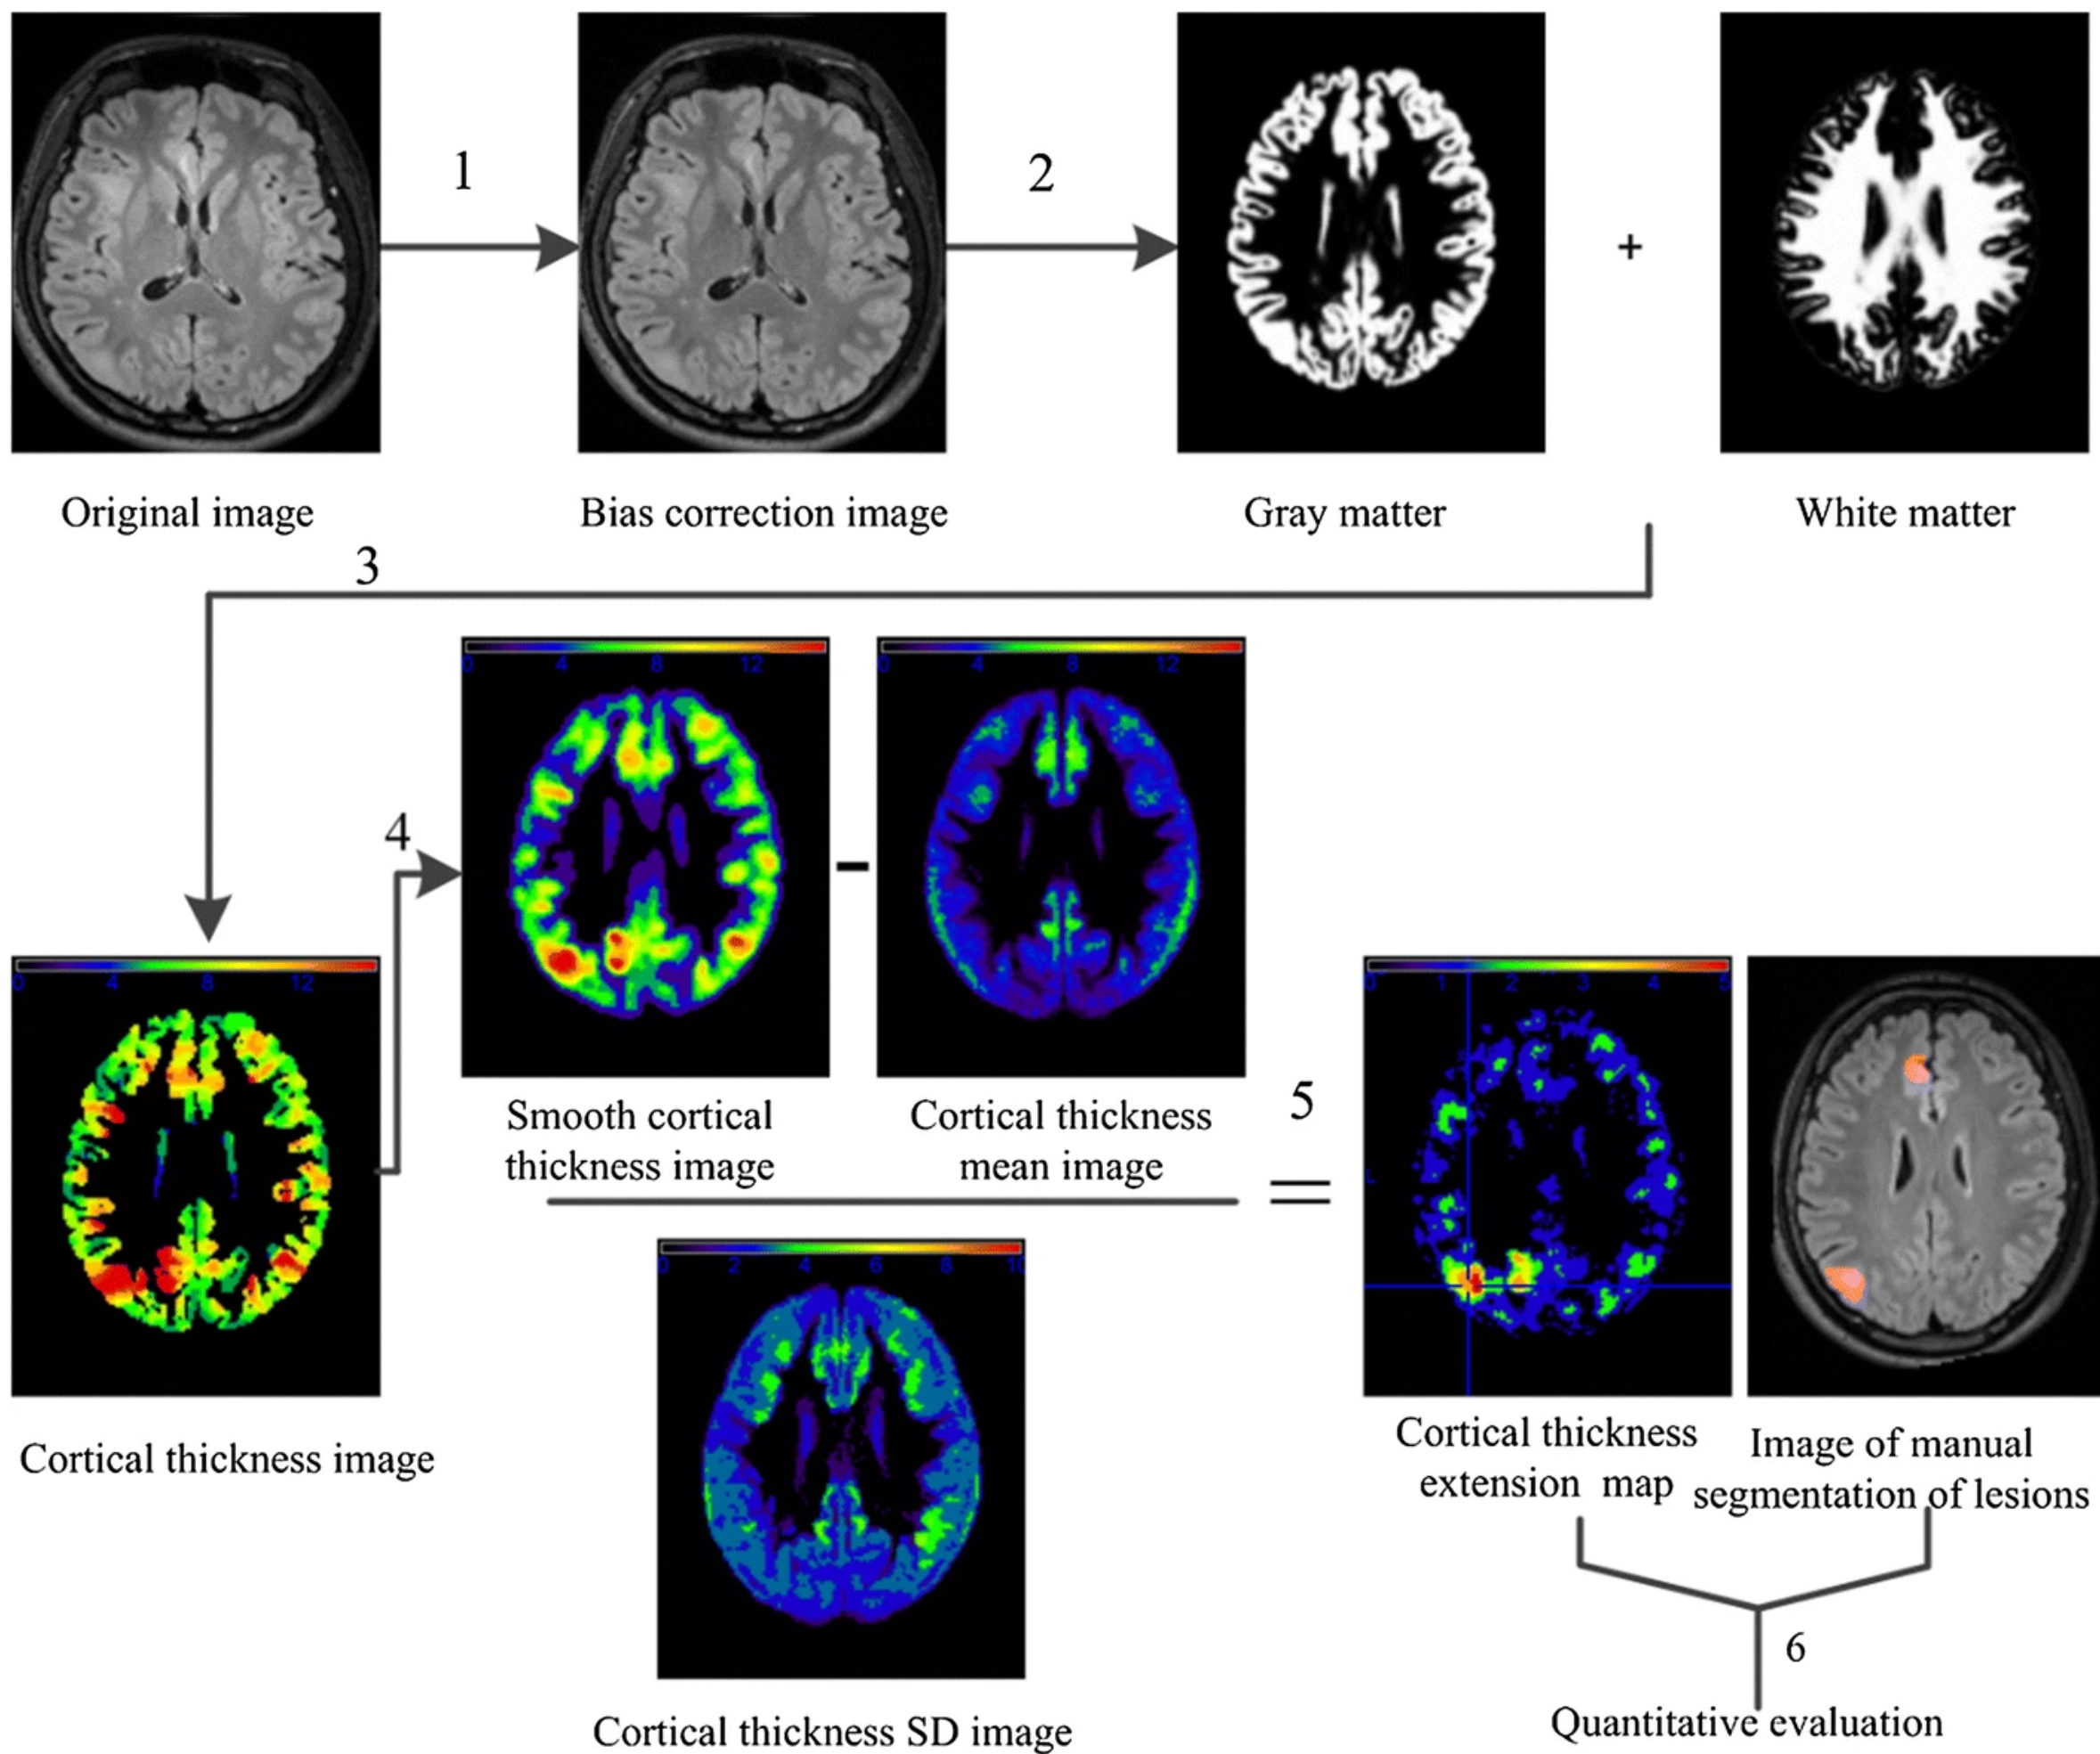 1
2
+
Original image
Bias correction image
Gray matter
White matter
3
0 4 8 12
0 4 8 12
4
-
0 4 8 12
Smooth cortical
thickness image
Cortical thickness
mean image
5
=
0 1 2 3 4 5
0 2 4 6 8 10
Cortical thickness image
Cortical thickness
extension map
Image of manual
segmentation of lesions
6
Cortical thickness SD image
Quantitative evaluation